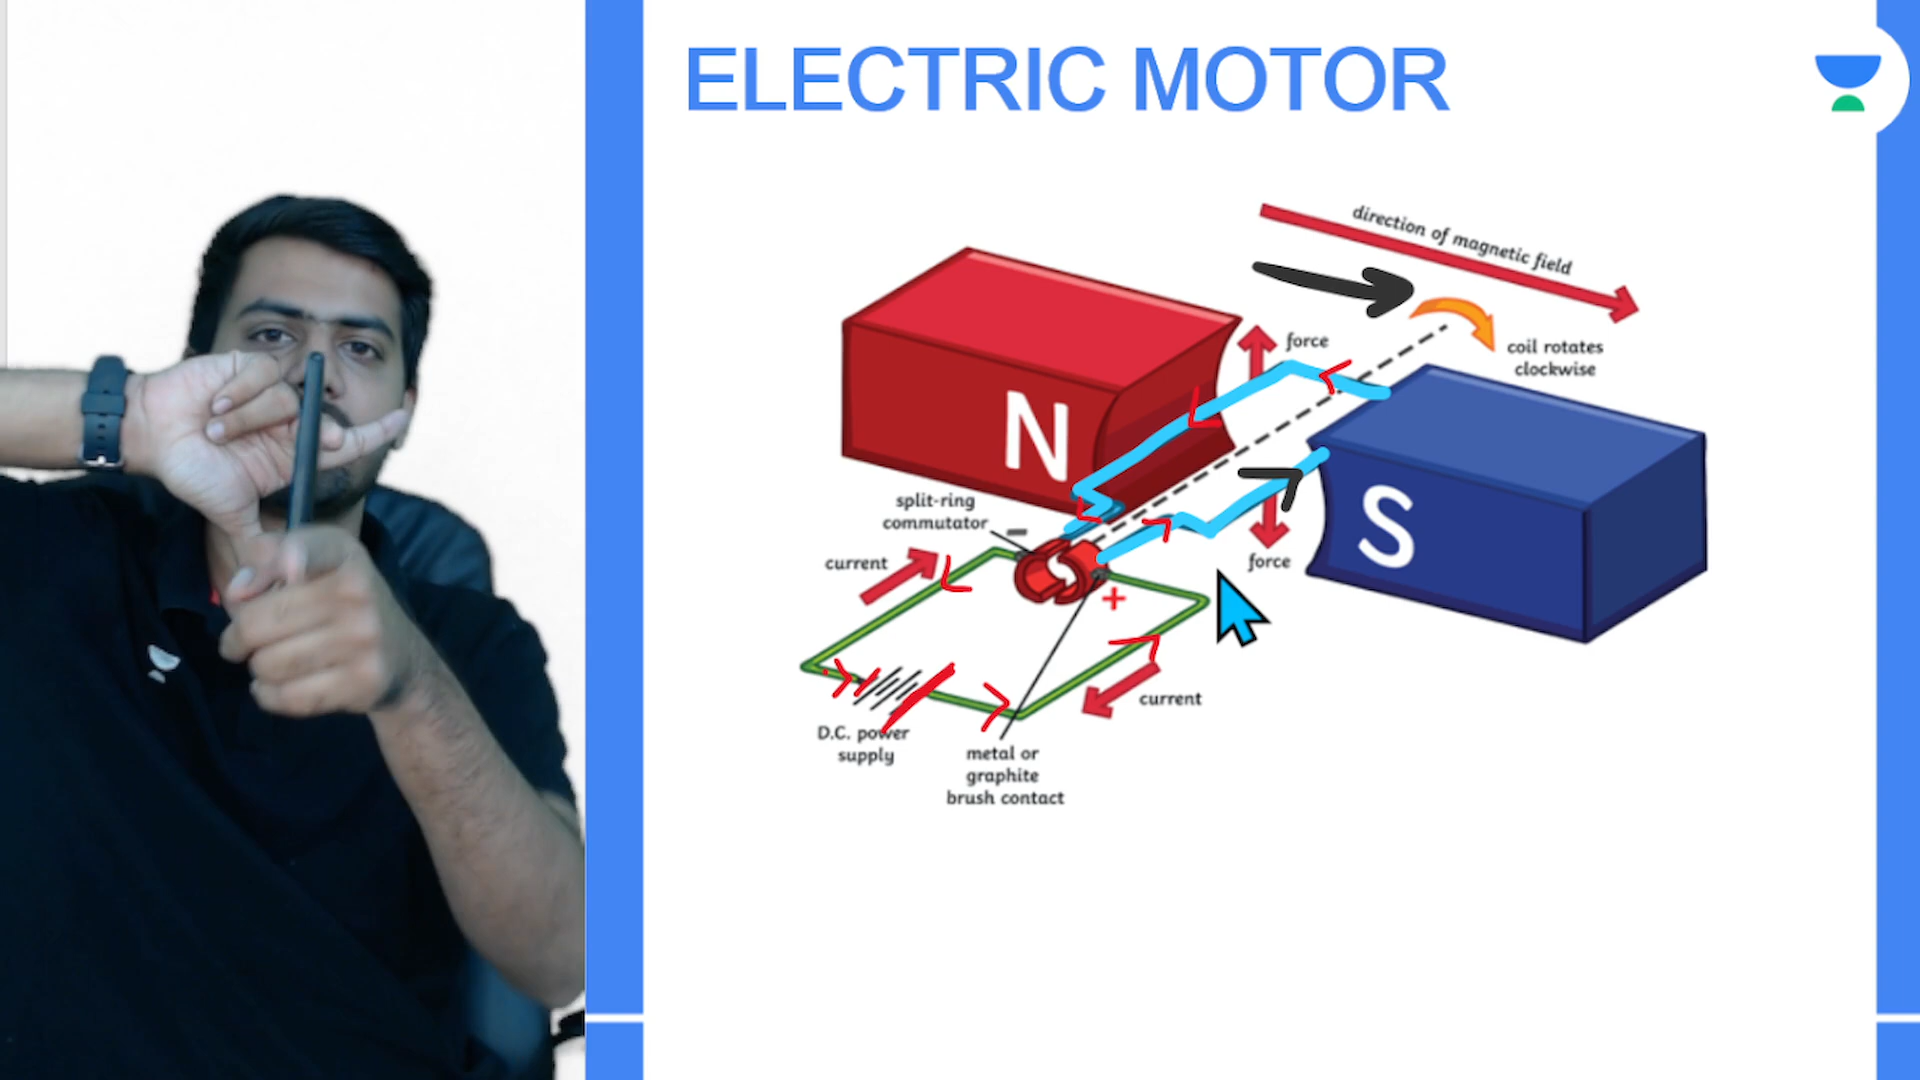 ELECTRIC MOTOR
direction of magnetic field
force
coil rotates
clockwise
N
S
split-ring
commutator
−
current
force
+
current
D.C. power
supply
metal or
graphite
brush contact